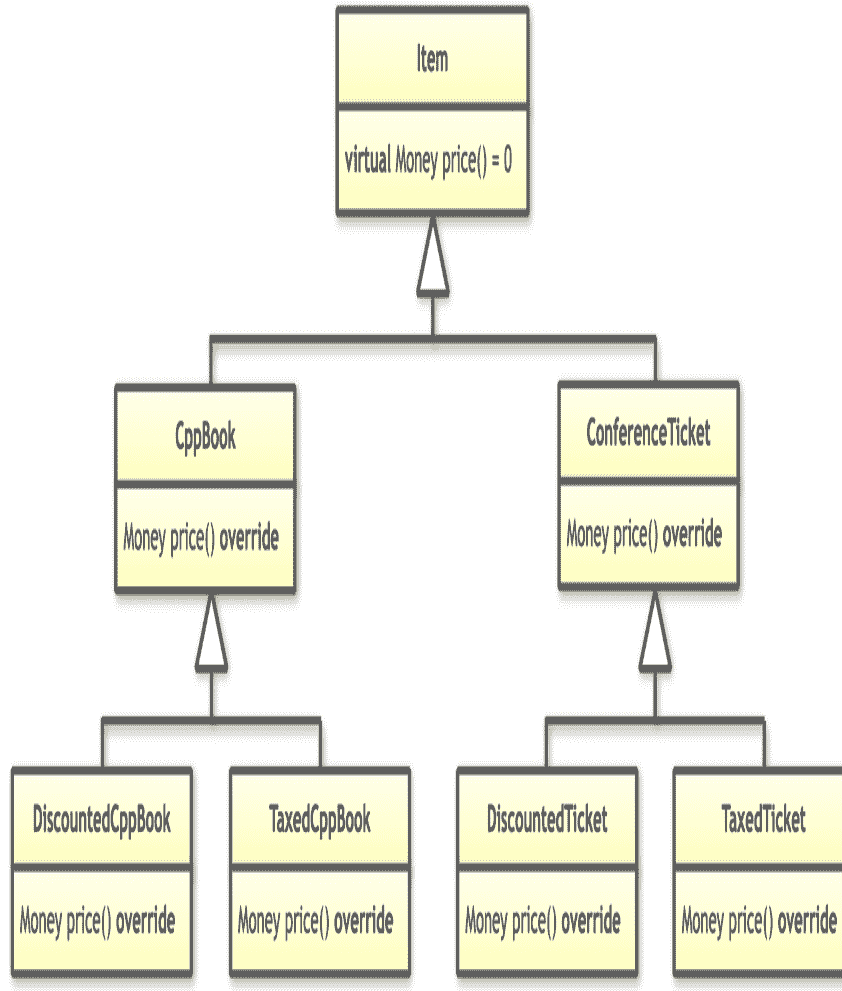 Item
virtual Money price() = 0
CppBook
Money price() override
ConferenceTicket
Money price() override
DiscountedCppBook
Money price() override
TaxedCppBook
Money price() override
DiscountedTicket
Money price() override
TaxedTicket
Money price() override